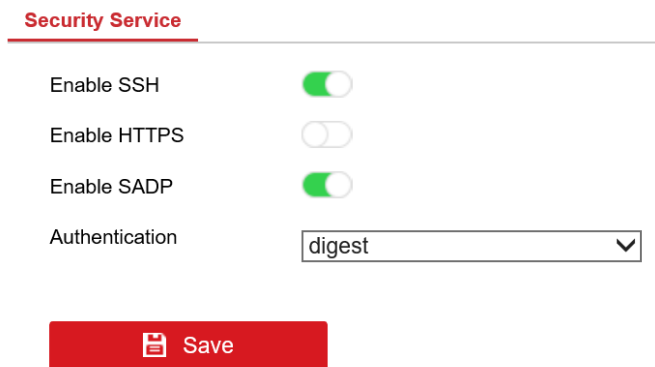 Security Service
Enable SSH
Enable HTTPS
Enable SADP
Authentication digest
Save